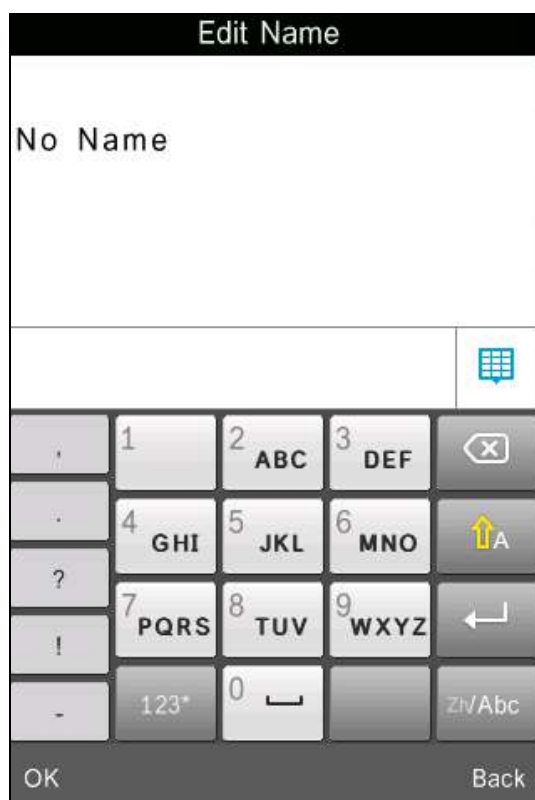 Edit Name
No Name
,
1
2 ABC
3 DEF
.
4 GHI
5 JKL
6 MNO
A
?
7 PQRS
8 TUV
9 WXYZ
!
-
123*
0
Zh/Abc
OK
Back